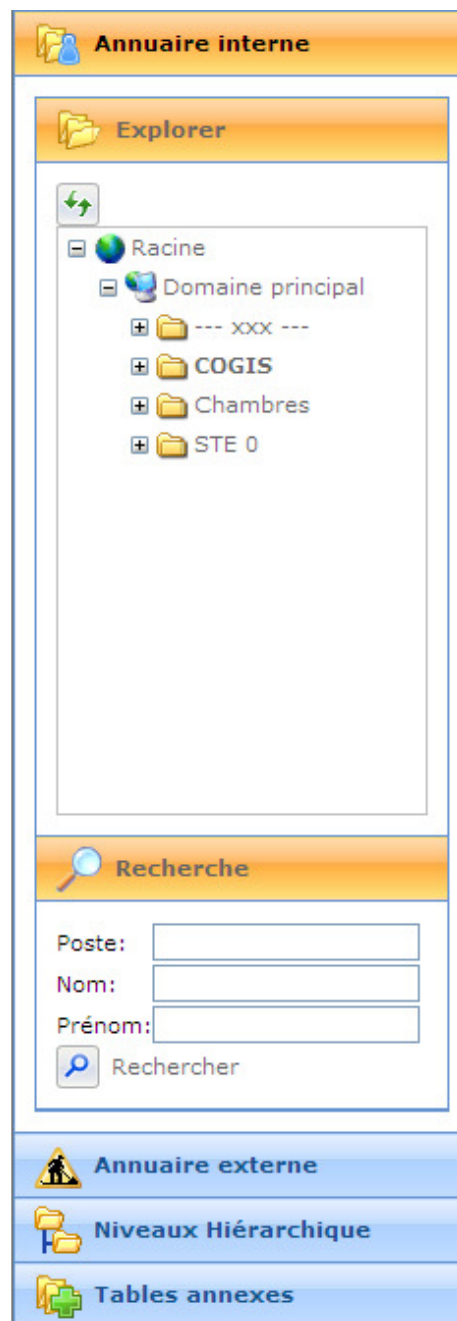 Annuaire interne
Explorer
Racine
Domaine principal
--- xxx ---
COGIS
Chambres
STE 0
Recherche
Poste:
Nom:
Prénom:
Rechercher
Annuaire externe
Niveaux Hiérarchique
Tables annexes